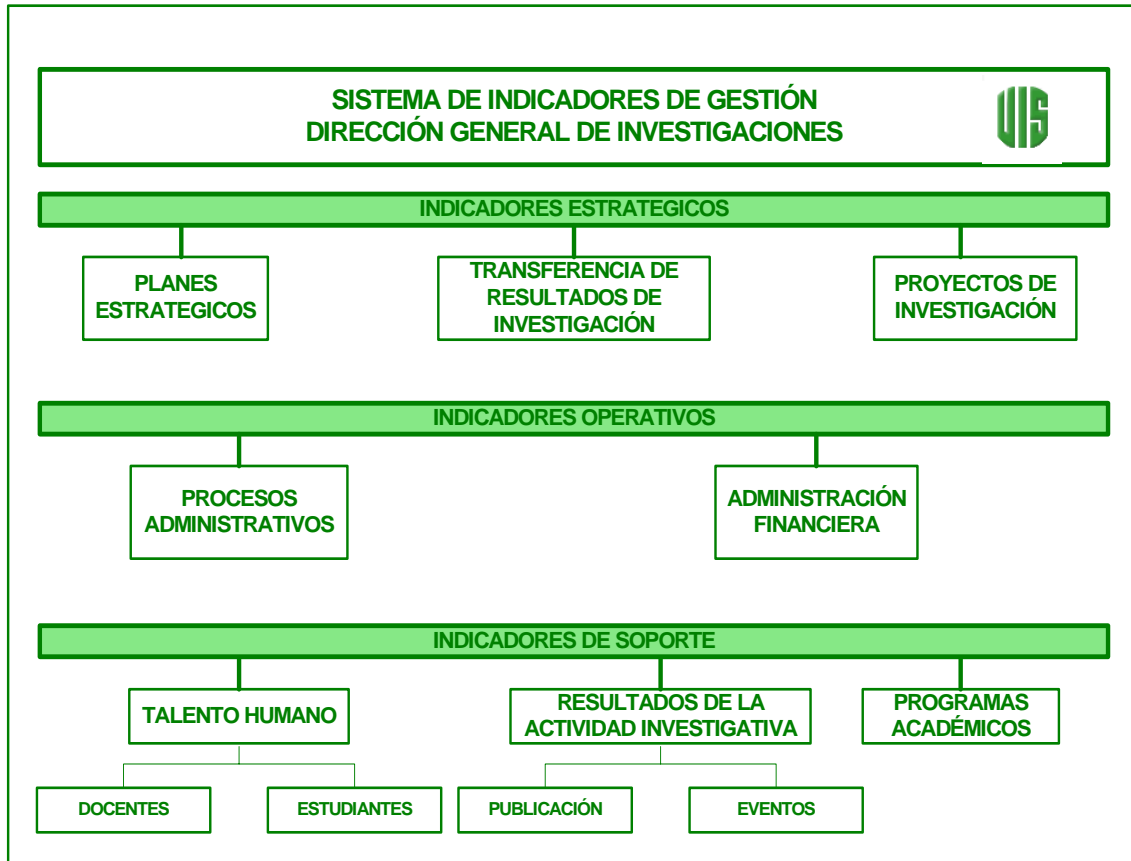 SISTEMA DE INDICADORES DE GESTIÓN
DIRECCIÓN GENERAL DE INVESTIGACIONES
UIS
INDICADORES ESTRATEGICOS
PLANES
ESTRATEGICOS
TRANSFERENCIA DE
RESULTADOS DE
INVESTIGACIÓN
PROYECTOS DE
INVESTIGACIÓN
INDICADORES OPERATIVOS
PROCESOS
ADMINISTRATIVOS
ADMINISTRACIÓN
FINANCIERA
INDICADORES DE SOPORTE
TALENTO HUMANO
RESULTADOS DE LA
ACTIVIDAD INVESTIGATIVA
PROGRAMAS
ACADÉMICOS
DOCENTES
ESTUDIANTES
PUBLICACIÓN
EVENTOS